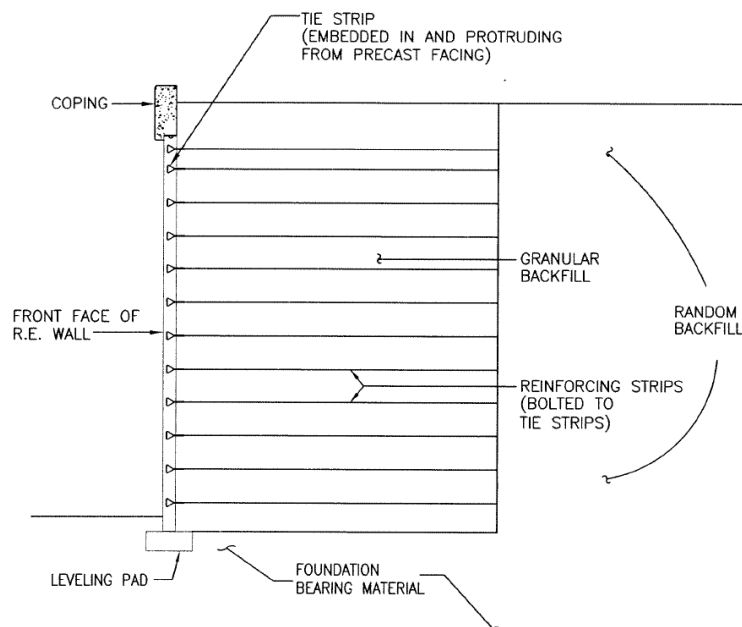 TIE STRIP
(EMBEDDED IN AND PROTRUDING
FROM PRECAST FACING)
COPING
GRANULAR
BACKFILL
FRONT FACE OF
R.E. WALL
RANDOM
BACKFILL
REINFORCING STRIPS
(BOLTED TO
TIE STRIPS)
LEVELING PAD
FOUNDATION
BEARING MATERIAL